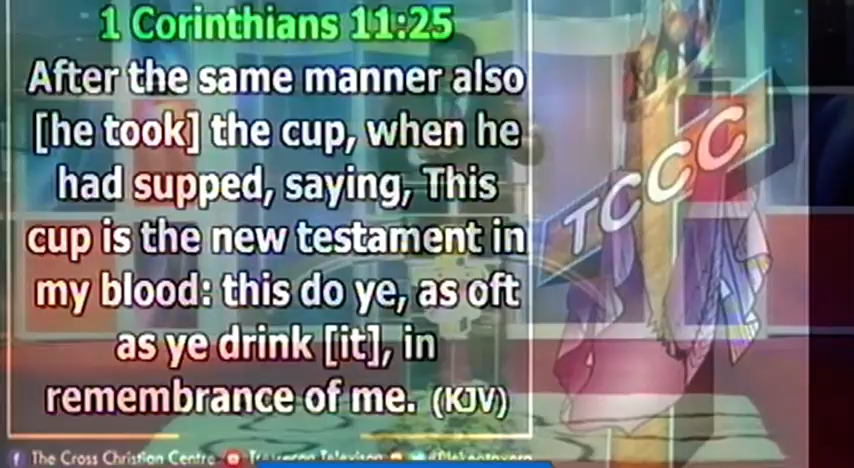 1 Corinthians 11:25
After the same manner also
[he took] the cup, when he
had supped, saying, This
cup is the new testament in
my blood: this do ye, as oft
as ye drink [it], in
remembrance of me. (KJV)
TCCC
The Cross Christian Centre